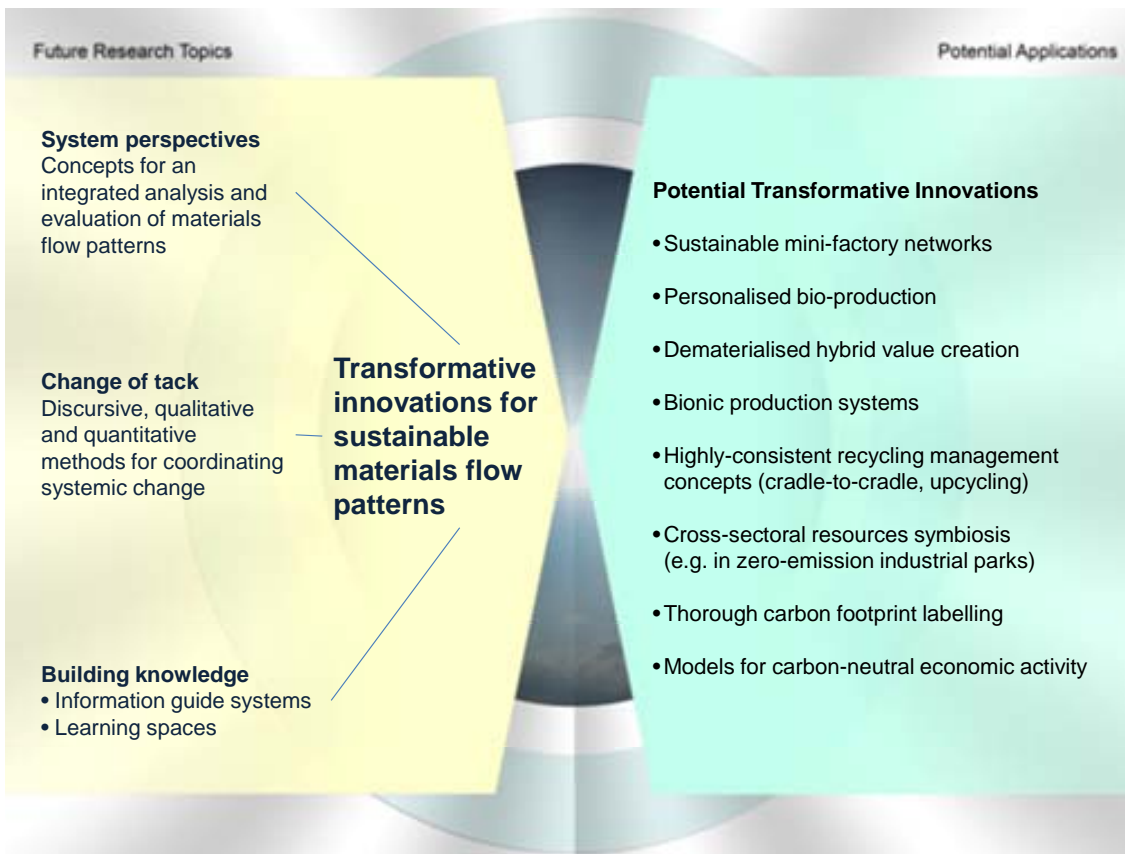 Future Research Topics
Potential Applications
System perspectives
Concepts for an
integrated analysis and
evaluation of materials
flow patterns
Change of tack
Discursive, qualitative
and quantitative
methods for coordinating
systemic change
Building knowledge
• Information guide systems
• Learning spaces
Transformative
innovations for
sustainable
materials flow
patterns
Potential Transformative Innovations
• Sustainable mini-factory networks
• Personalised bio-production
• Dematerialised hybrid value creation
• Bionic production systems
• Highly-consistent recycling management
concepts (cradle-to-cradle, upcycling)
• Cross-sectoral resources symbiosis
(e.g. in zero-emission industrial parks)
• Thorough carbon footprint labelling
• Models for carbon-neutral economic activity